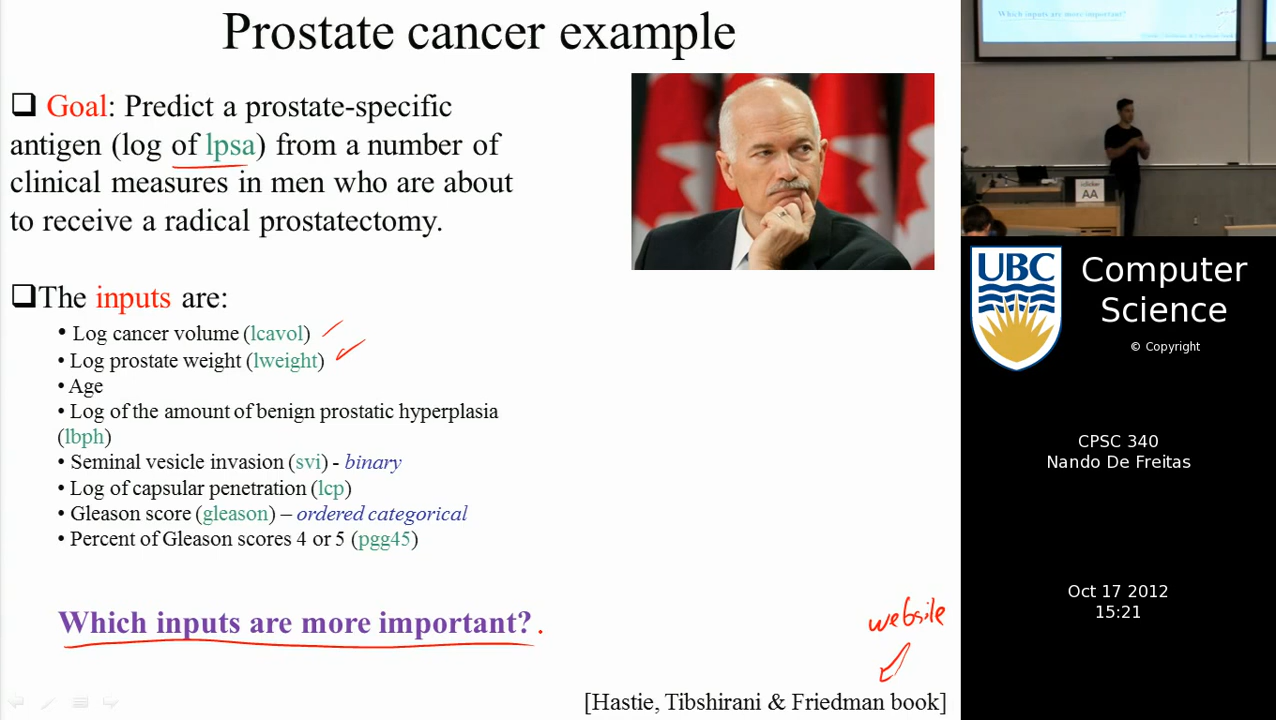 Prostate cancer example
Goal: Predict a prostate-specific
antigen (log of lpsa) from a number of
clinical measures in men who are about
to receive a radical prostatectomy.
The inputs are:
• Log cancer volume (lcavol)
• Log prostate weight (lweight)
• Age
• Log of the amount of benign prostatic hyperplasia
(lbph)
• Seminal vesicle invasion (svi) - binary
• Log of capsular penetration (lcp)
• Gleason score (gleason) – ordered categorical
• Percent of Gleason scores 4 or 5 (pgg45)
Which inputs are more important?
website
[Hastie, Tibshirani & Friedman book]
Which inputs are more important?
iclicker
AA
UBC
Computer
Science
© Copyright
CPSC 340
Nando De Freitas
Oct 17 2012
15:21